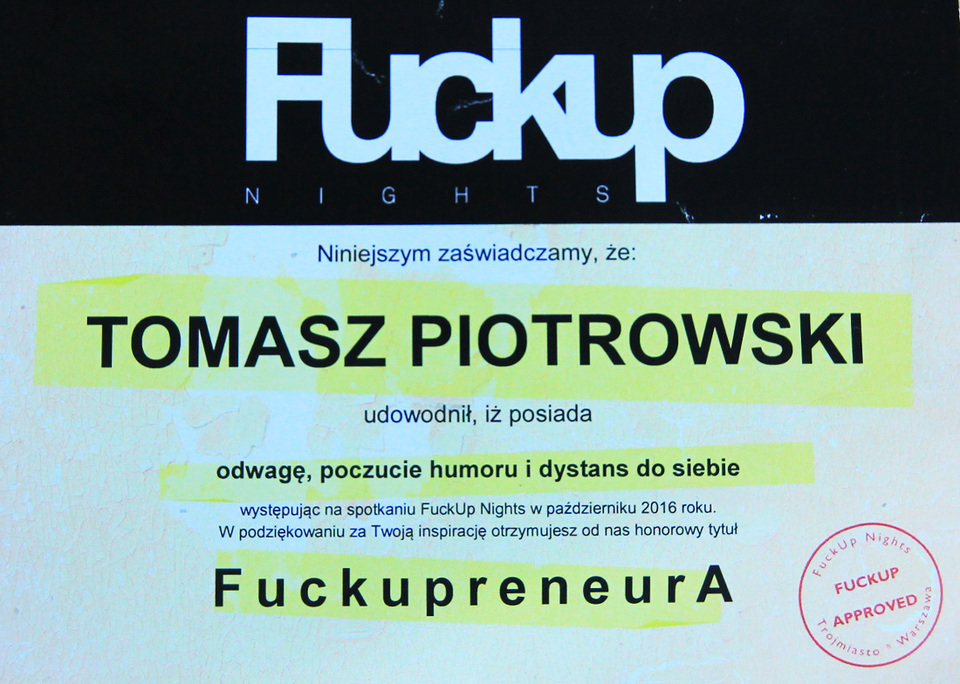 Fuckup
NIGHTS
Niniejszym zaświadczamy, że:
TOMASZ PIOTROWSKI
udowodnił, iż posiada
odwagę, poczucie humoru i dystans do siebie
występując na spotkaniu FuckUp Nights w październiku 2016 roku.
W podziękowaniu za Twoją inspirację otrzymujesz od nas honorowy tytuł
FuckupreneurA
FuckUp Nights
FUCKUP
APPROVED
Trojmiasto Warszawa